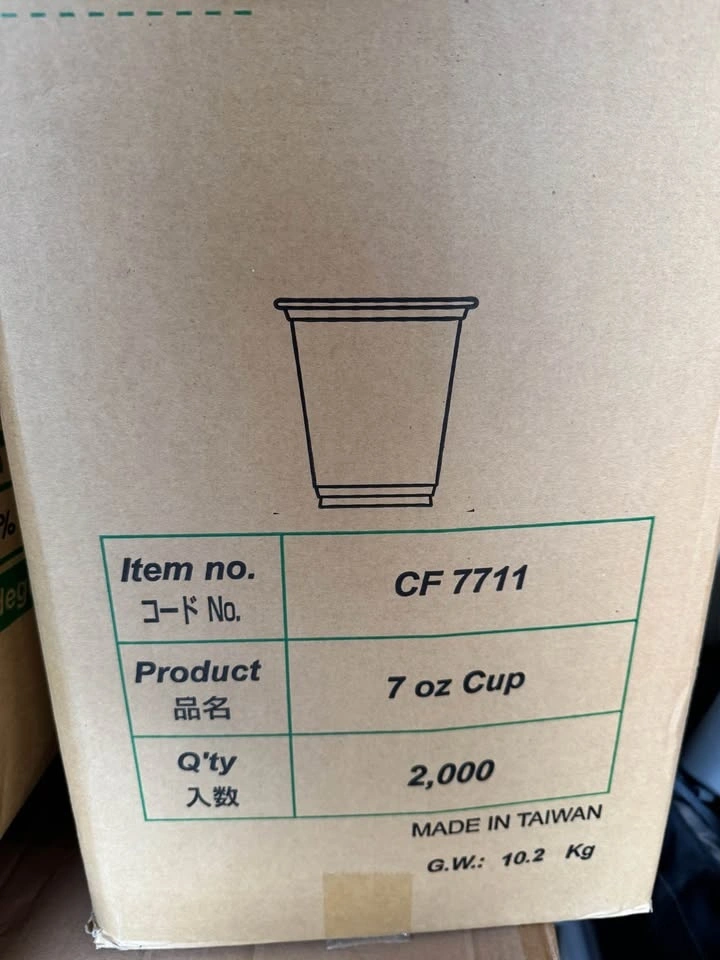 Item no. CF 7711
コード No.
Product 7 oz Cup
品名
Q'ty 2,000
入数
MADE IN TAIWAN
G.W.: 10.2 Kg
%